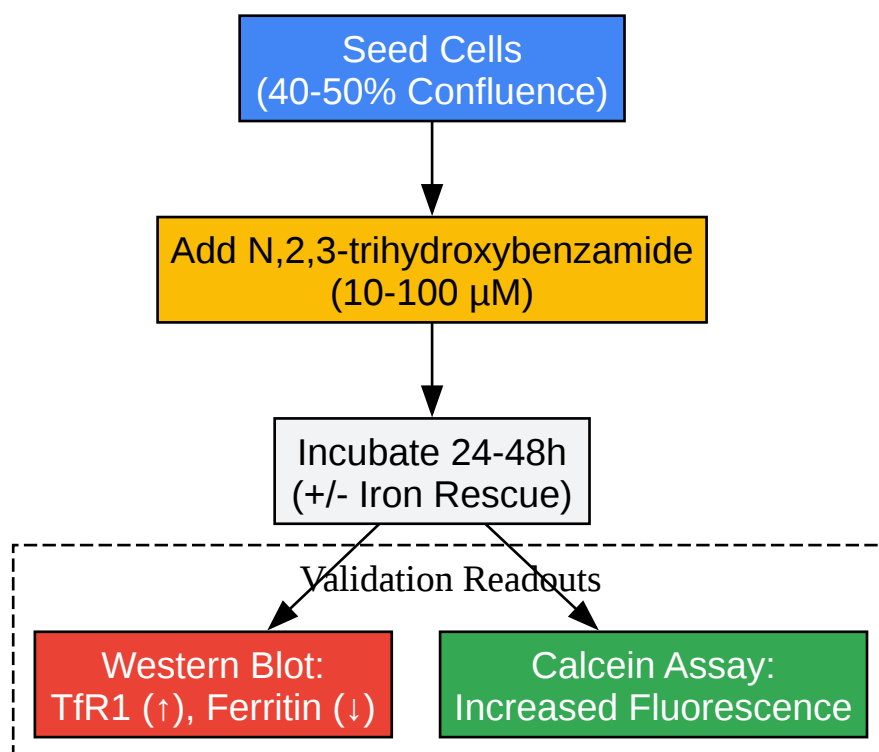 Seed Cells
(40-50% Confluence)
Add N,2,3-trihydroxybenzamide
(10-100 µM)
Incubate 24-48h
(+/- Iron Rescue)
Validation Readouts
Western Blot:
TfR1 (↑), Ferritin (↓)
Calcein Assay:
Increased Fluorescence